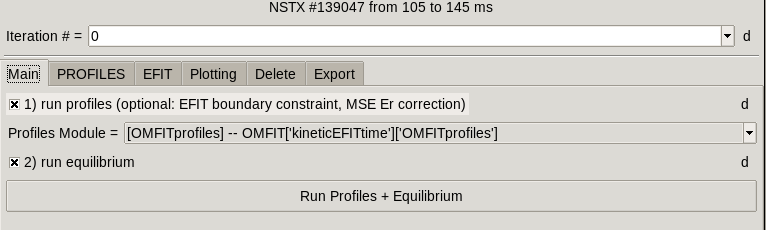 NSTX #139047 from 105 to 145 ms
Iteration # = 0 d
Main PROFILES EFIT Plotting Delete Export
1) run profiles (optional: EFIT boundary constraint, MSE Er correction) d
Profiles Module = [OMFITprofiles] -- OMFIT['kineticEFITtime']['OMFITprofiles']
2) run equilibrium d
Run Profiles + Equilibrium